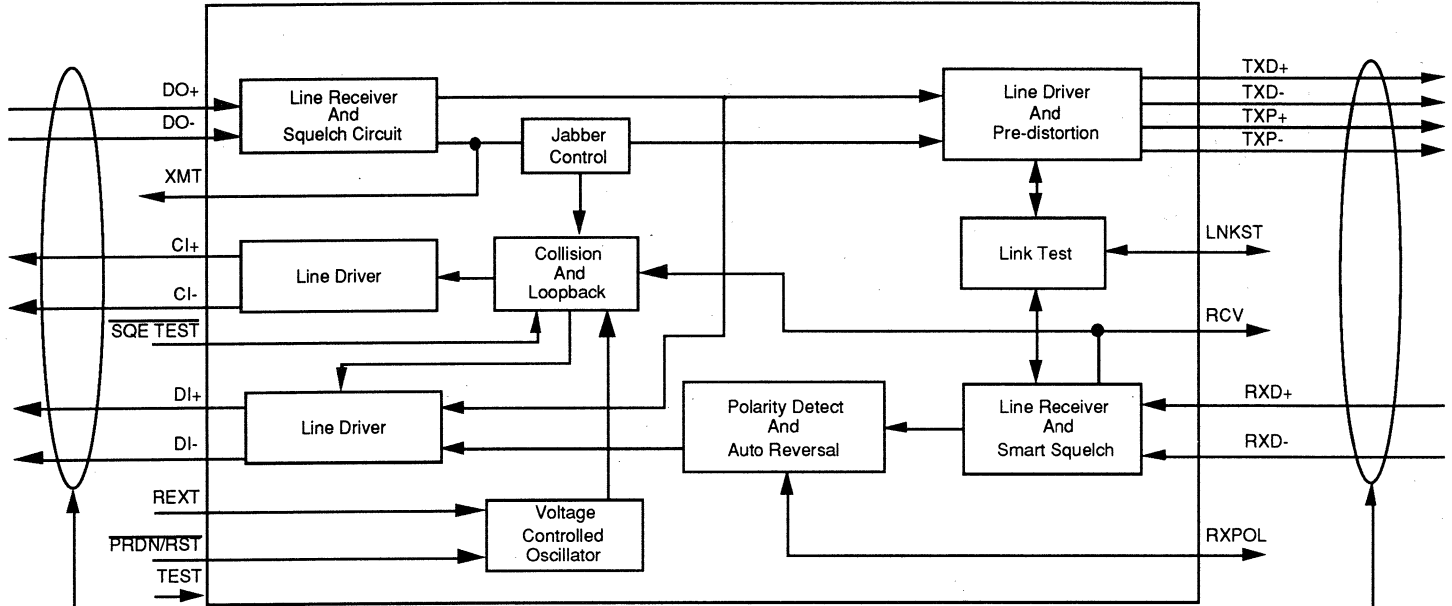 DO+
DO-
XMT
CI+
CI-
SQE TEST
DI+
DI-
REXT
PRDN/RST
TEST
Line Receiver
And
Squelch Circuit
Jabber
Control
Line Driver
And
Pre-distortion
Line Driver
Collision
And
Loopback
Link Test
Line Driver
Polarity Detect
And
Auto Reversal
Line Receiver
And
Smart Squelch
Voltage
Controlled
Oscillator
TXD+
TXD-
TXP+
TXP-
LNKST
RCV
RXD+
RXD-
RXPOL